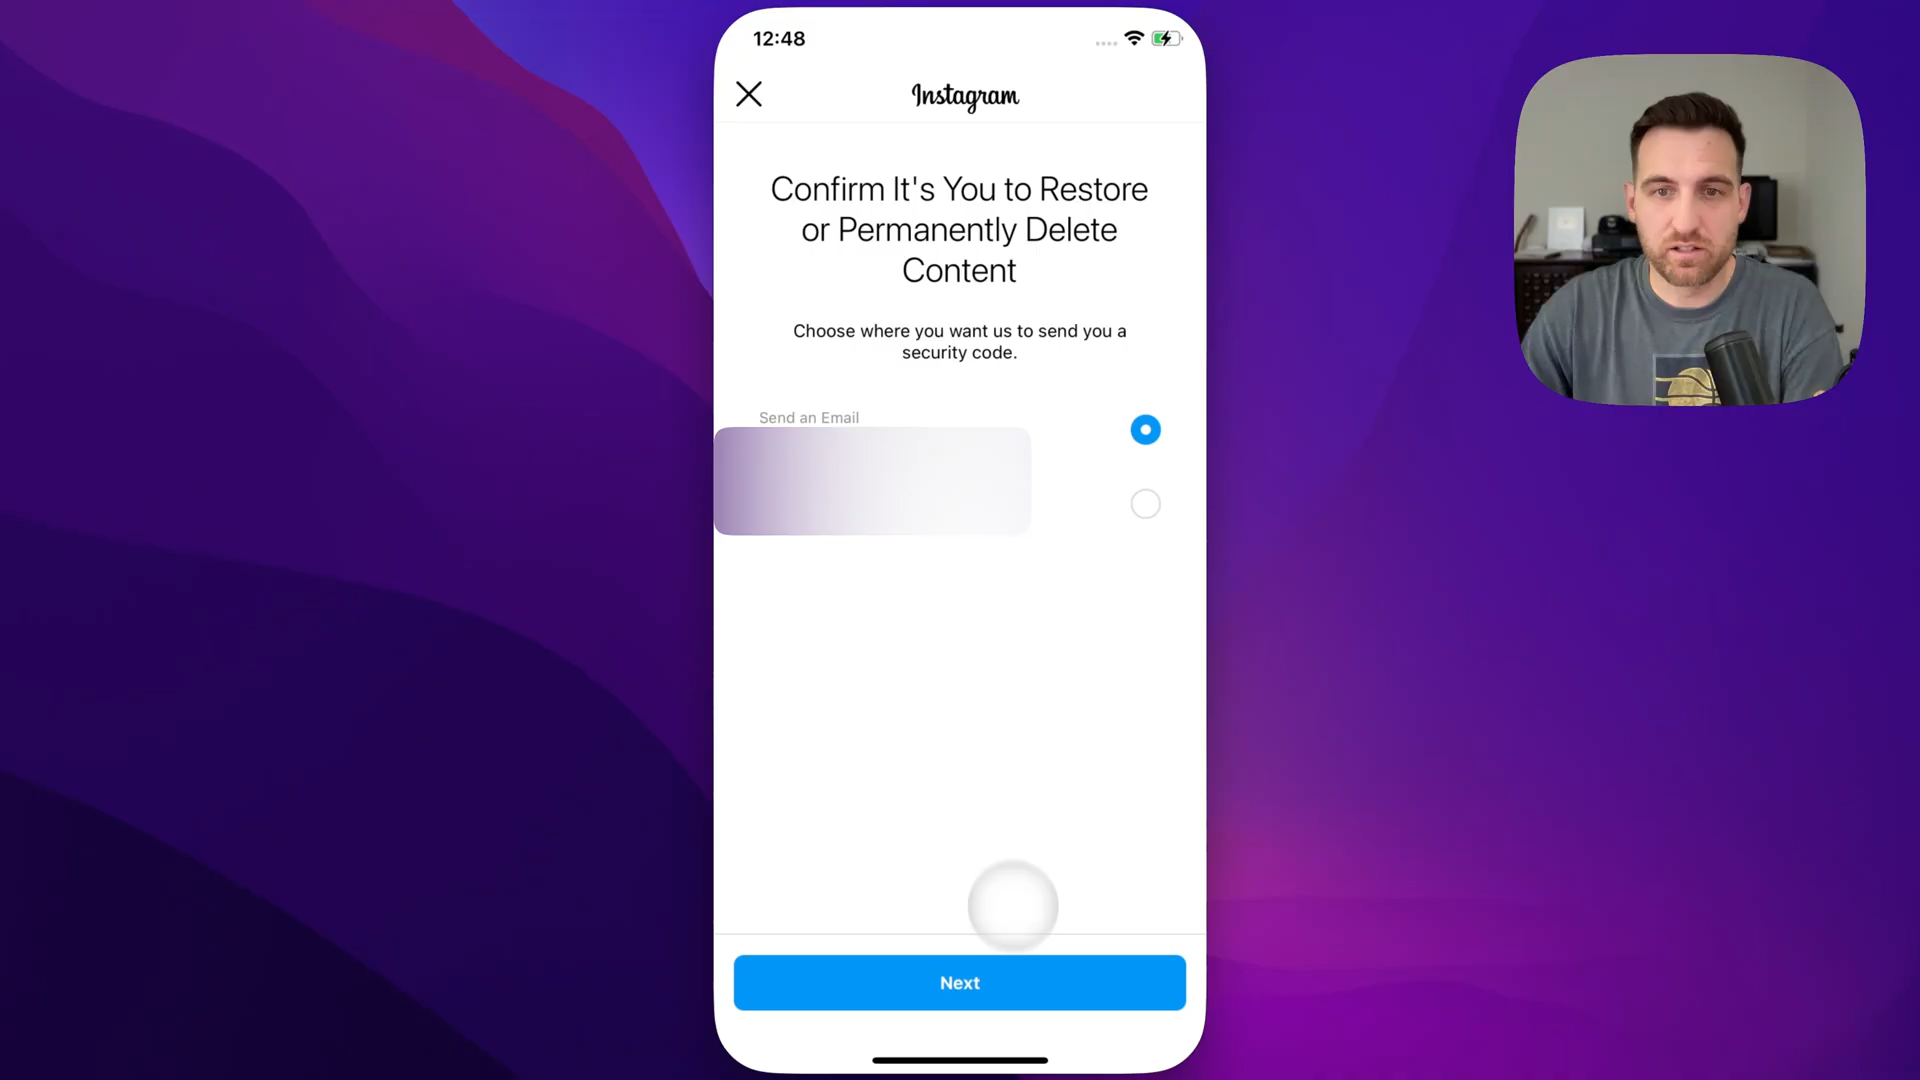 12:48
Instagram
Confirm It's You to Restore
or Permanently Delete
Content
Choose where you want us to send you a
security code.
Send an Email
Next